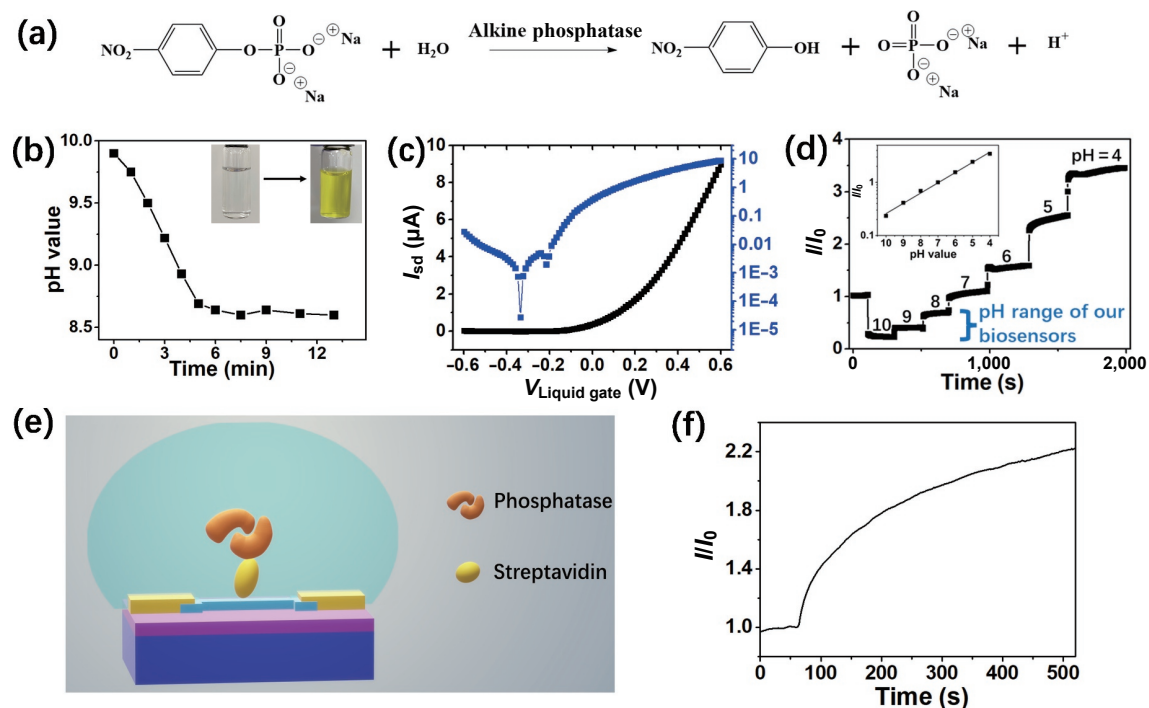 (a)
NO₂
O
O
P
O
Na
O
Na
+
H₂O
Alkine phosphatase
NO₂
OH
+
O
O
P
O
Na
O
Na
+
H⁺
(b)
pH value
10.0
9.5
9.0
8.5
0
3
6
9
12
Time (min)
(c)
I_sd (μA)
10
8
6
4
2
0
10
1
0.1
0.01
1E-3
1E-4
1E-5
−0.6
−0.4
−0.2
0.0
0.2
0.4
0.6
V_Liquid gate (V)
(d)
I/I₀
4
3
2
1
0
I/I₀
1
0.1
10
9
8
7
6
5
4
pH value
pH = 4
5
6
7
8
9
10
pH range of our
biosensors
0
1,000
2,000
Time (s)
(e)
Phosphatase
Streptavidin
(f)
I/I₀
2.2
1.8
1.4
1.0
0
100
200
300
400
500
Time (s)